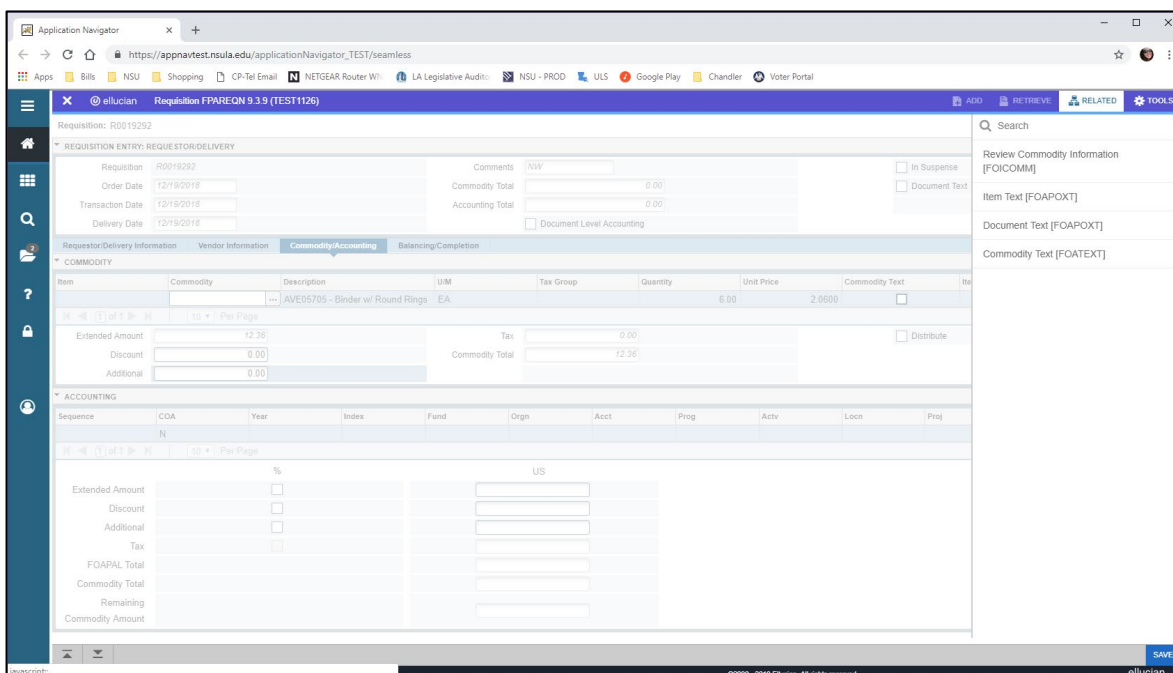 Application Navigator
https://appnavtest.nsula.edu/applicationNavigator_TEST/seamless
Apps Bills NSU Shopping CP-Tel Email NETGEAR Router WN LA Legislative Audito NSU - PROD ULS Google Play Chandler Voter Portal
ellucian Requisition FPAREQN 9.3.9 (TEST1126) ADD RETRIEVE RELATED TOOLS
Requisition: R0019292 Search
REQUISITION ENTRY: REQUESTOR/DELIVERY
Review Commodity Information [FOICOMM]
Item Text [FOAPOXT]
Document Text [FOAPOXT]
Commodity Text [FOATEXT]
Requisition R0019292 Comments NW In Suspense
Order Date 12/19/2018 Commodity Total 0.00 Document Text
Transaction Date 12/19/2018 Accounting Total 0.00
Delivery Date 12/19/2018 Document Level Accounting
Requestor/Delivery Information Vendor Information Commodity/Accounting Balancing/Completion
COMMODITY
Item Commodity Description U/M Tax Group Quantity Unit Price Commodity Text Ite
... AVE05705 - Binder w/ Round Rings EA 6.00 2.0600
1 of 1 10 Per Page
Extended Amount 12.36 Tax 0.00 Distribute
Discount 0.00 Commodity Total 12.36
Additional 0.00
ACCOUNTING
Sequence COA Year Index Fund Orgn Acct Prog Actv Locn Proj
N
1 of 1 10 Per Page
% US
Extended Amount
Discount
Additional
Tax
FOAPAL Total
Commodity Total
Remaining
Commodity Amount
2
?
SAVE
javascript:;
ellucian